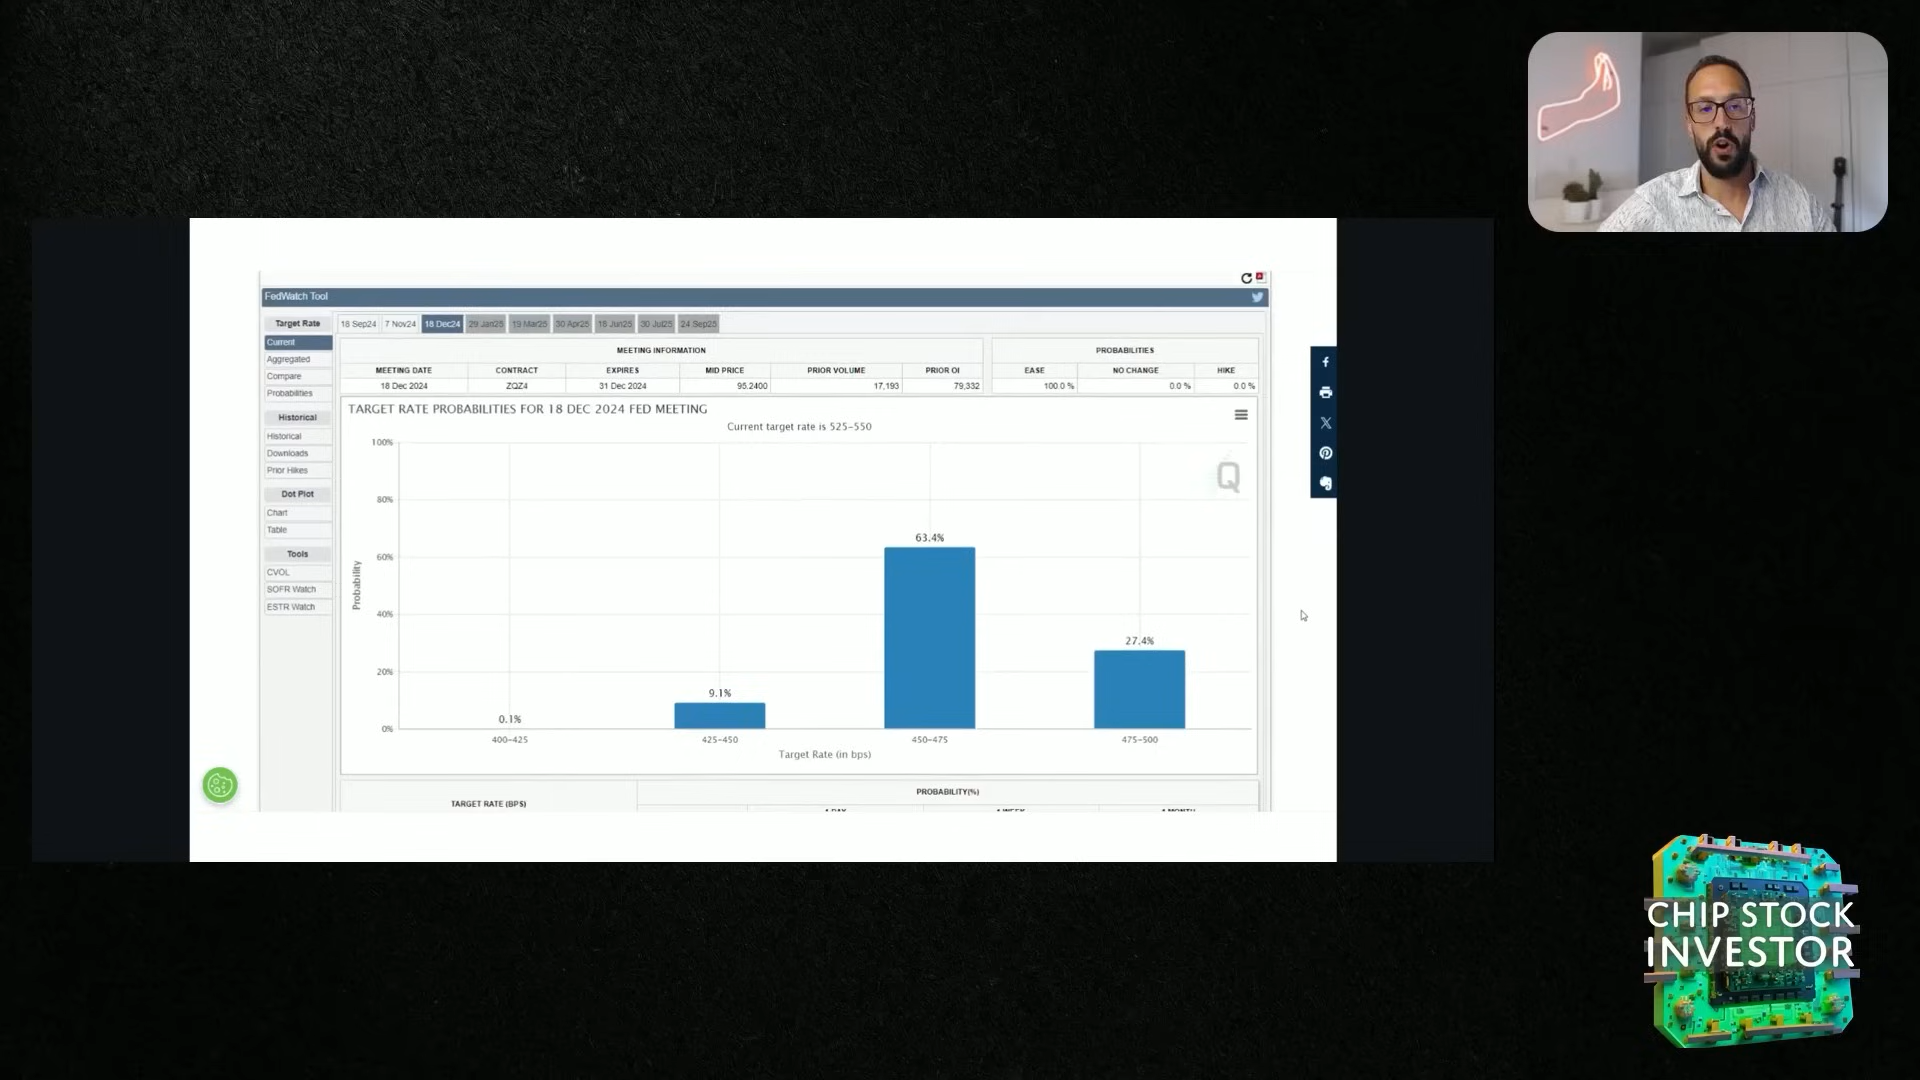 FedWatch Tool
Target Rate
18 Sep24 7 Nov24 18 Dec24 29 Jan25 19 Mar25 30 Apr25 18 Jun25 30 Jul25 24 Sep25
Current
Aggregated
Compare
Probabilities
Historical
Historical
Downloads
Prior Hikes
Dot Plot
Chart
Table
Tools
CVOL
SOFR Watch
ESTR Watch
MEETING INFORMATION
MEETING DATE CONTRACT EXPIRES MID PRICE PRIOR VOLUME PRIOR OI
18 Dec 2024 ZQZ4 31 Dec 2024 95.2400 17,193 79,332
PROBABILITIES
EASE NO CHANGE HIKE
100.0 % 0.0 % 0.0 %
TARGET RATE PROBABILITIES FOR 18 DEC 2024 FED MEETING
Current target rate is 525-550
100%
80%
60%
40%
20%
0%
Probability
0.1%
9.1%
63.4%
27.4%
400-425 425-450 450-475 475-500
Target Rate (in bps)
Q
TARGET RATE (BPS)
PROBABILITY(%)
CHIP STOCK
INVESTOR